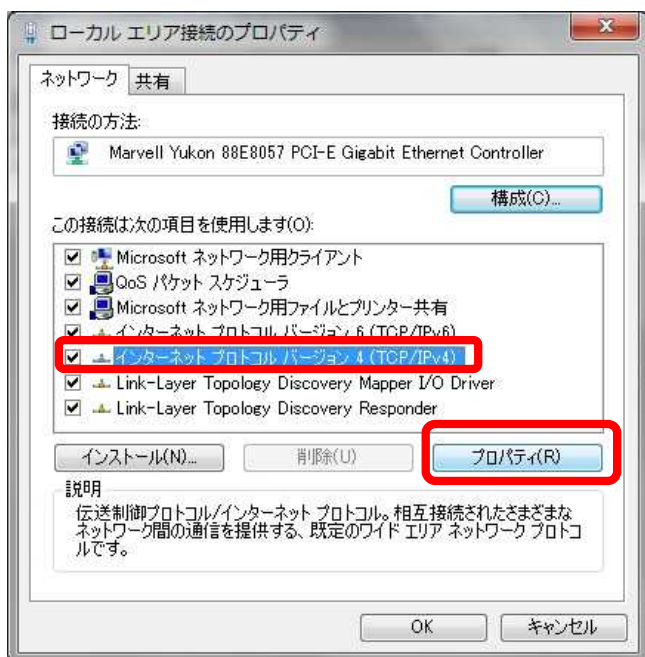 ローカル エリア接続のプロパティ
ネットワーク 共有
接続の方法:
Marvell Yukon 88E8057 PCI-E Gigabit Ethernet Controller
構成(C)...
この接続は次の項目を使用します(O):
Microsoft ネットワーク用クライアント
QoS パケット スケジューラ
Microsoft ネットワーク用ファイルとプリンター共有
インターネット プロトコル バージョン 6 (TCP/IPv6)
インターネット プロトコル バージョン 4 (TCP/IPv4)
Link-Layer Topology Discovery Mapper I/O Driver
Link-Layer Topology Discovery Responder
インストール(N)... 削除(U) プロパティ(R)
説明
伝送制御プロトコル/インターネット プロトコル。相互接続されたさまざまな
ネットワーク間の通信を提供する、既定のワイド エリア ネットワーク プロトコ
ルです。
OK キャンセル